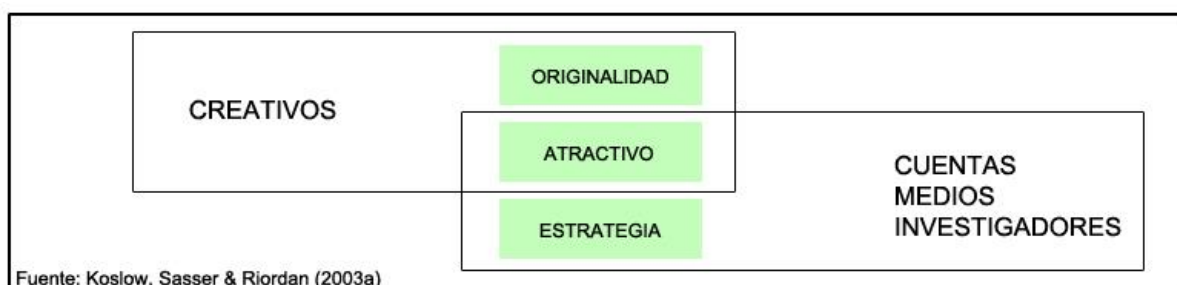 ORIGINALIDAD
CREATIVOS
ATRACTIVO
CUENTAS
MEDIOS
INVESTIGADORES
ESTRATEGIA
Fuente: Koslow, Sasser & Riordan (2003a)